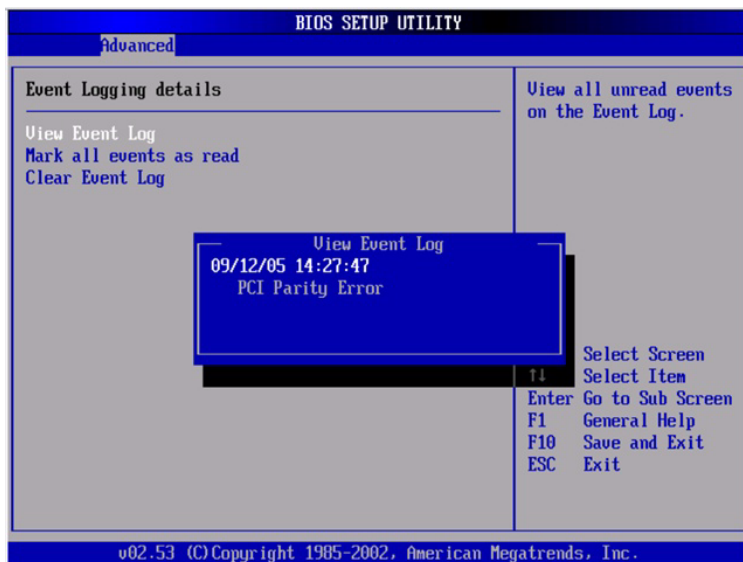 BIOS SETUP UTILITY
Advanced
Event Logging details
View Event Log
Mark all events as read
Clear Event Log
View all unread events
on the Event Log.
View Event Log
09/12/05 14:27:47
PCI Parity Error
Select Screen
↑↓ Select Item
Enter Go to Sub Screen
F1 General Help
F10 Save and Exit
ESC Exit
v02.53 (C)Copyright 1985-2002, American Megatrends, Inc.